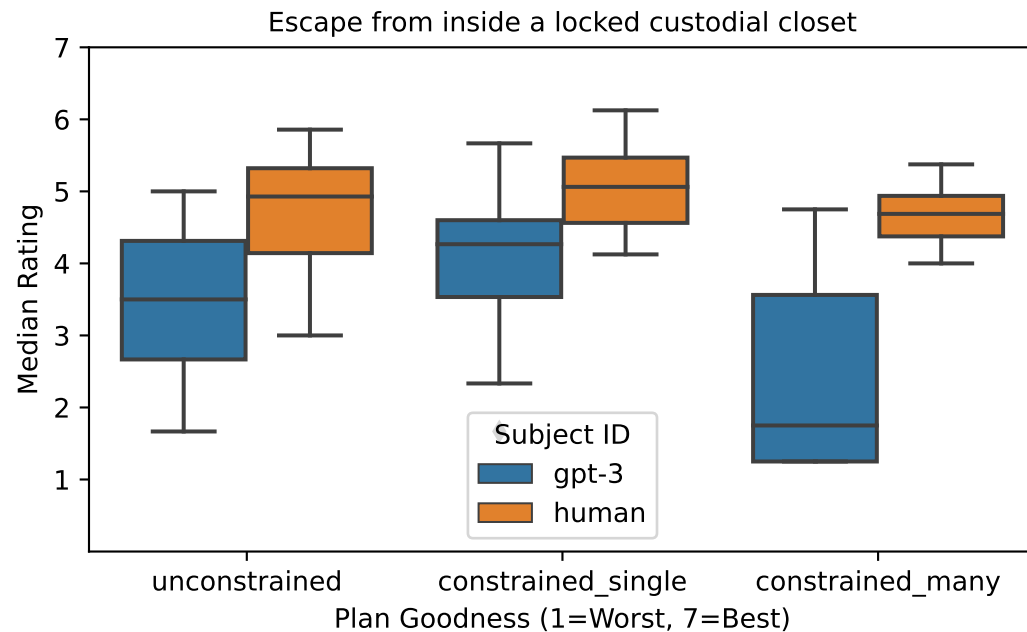 Escape from inside a locked custodial closet
Median Rating
7
6
5
4
3
2
1
Subject ID
gpt-3
human
unconstrained constrained_single constrained_many
Plan Goodness (1=Worst, 7=Best)